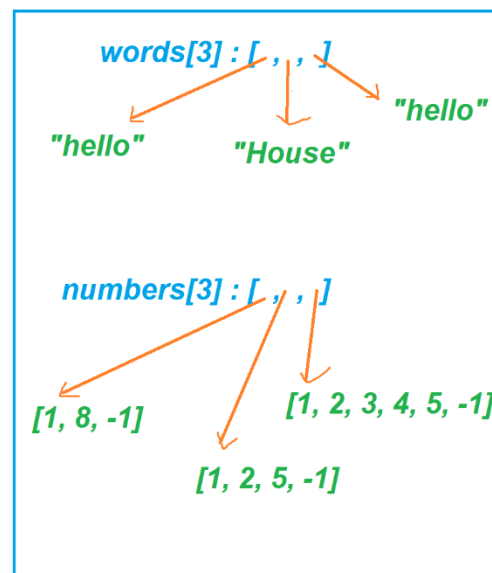 words[3] : [ , , ]
"hello"
"House"
"hello"
numbers[3] : [ , , ]
[1, 8, -1]
[1, 2, 5, -1]
[1, 2, 3, 4, 5, -1]